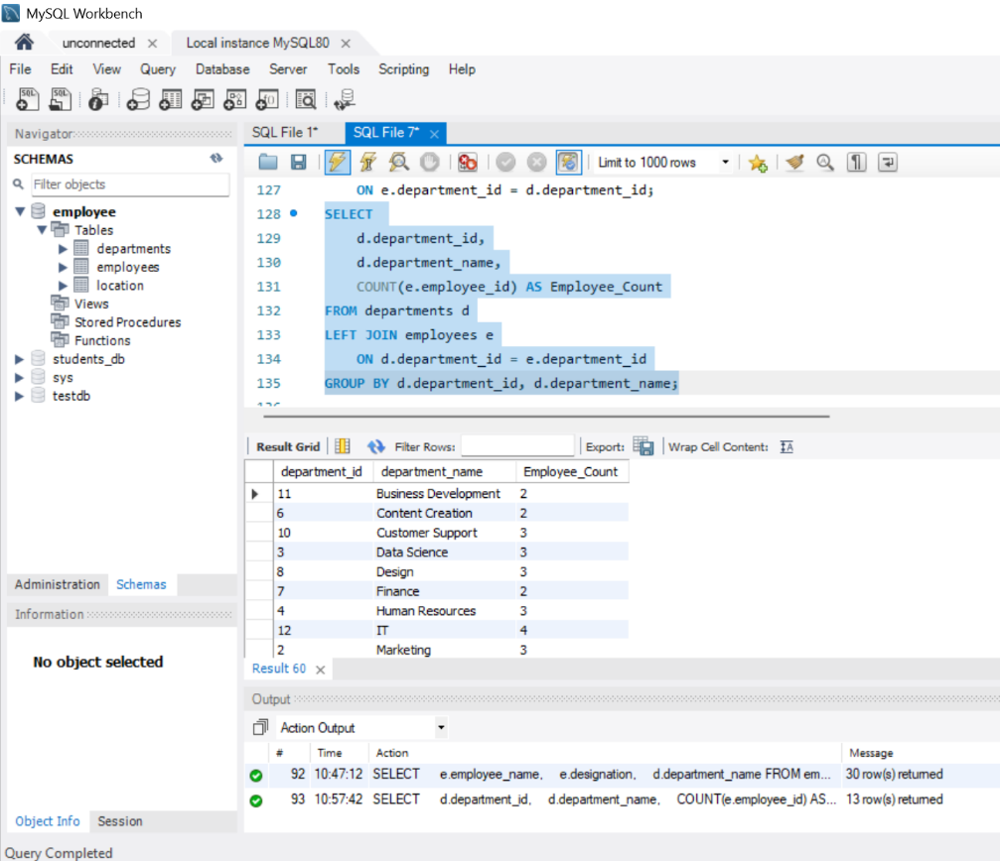 MySQL Workbench
unconnected
Local instance MySQL80
File Edit View Query Database Server Tools Scripting Help
Navigator
SCHEMAS
Filter objects
employee
Tables
departments
employees
location
Views
Stored Procedures
Functions
students_db
sys
testdb
Administration Schemas
Information
No object selected
Object Info Session
Query Completed
SQL File 1*
SQL File 7*
Limit to 1000 rows
127 ON e.department_id = d.department_id;
128 SELECT
129 d.department_id,
130 d.department_name,
131 COUNT(e.employee_id) AS Employee_Count
132 FROM departments d
133 LEFT JOIN employees e
134 ON d.department_id = e.department_id
135 GROUP BY d.department_id, d.department_name;
Result Grid Filter Rows: Export: Wrap Cell Content:
department_id department_name Employee_Count
11 Business Development 2
6 Content Creation 2
10 Customer Support 3
3 Data Science 3
8 Design 3
7 Finance 2
4 Human Resources 3
12 IT 4
2 Marketing 3
Result 60
Output
Action Output
# Time Action Message
92 10:47:12 SELECT e.employee_name, e.designation, d.department_name FROM em... 30 row(s) returned
93 10:57:42 SELECT d.department_id, d.department_name, COUNT(e.employee_id) AS... 13 row(s) returned